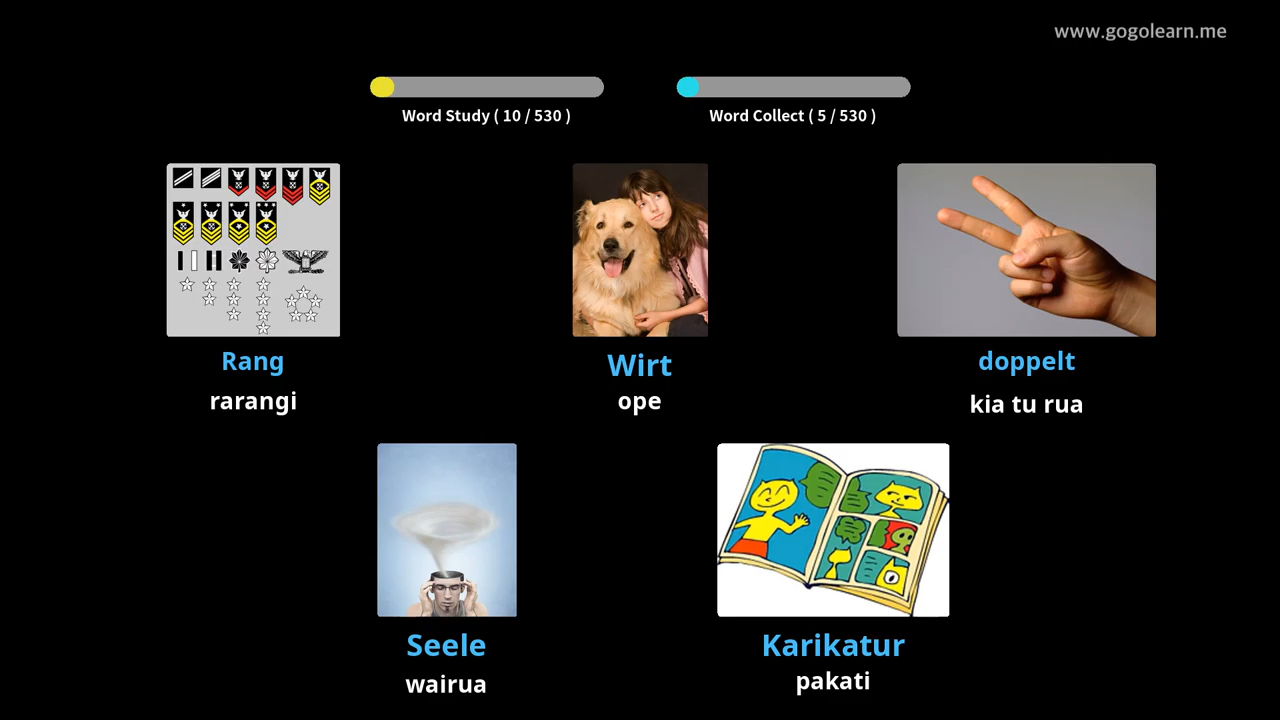 www.gogolearn.me
Word Study ( 10 / 530 )
Word Collect ( 5 / 530 )
Rang
rarangi
Wirt
ope
doppelt
kia tu rua
Seele
wairua
Karikatur
pakati